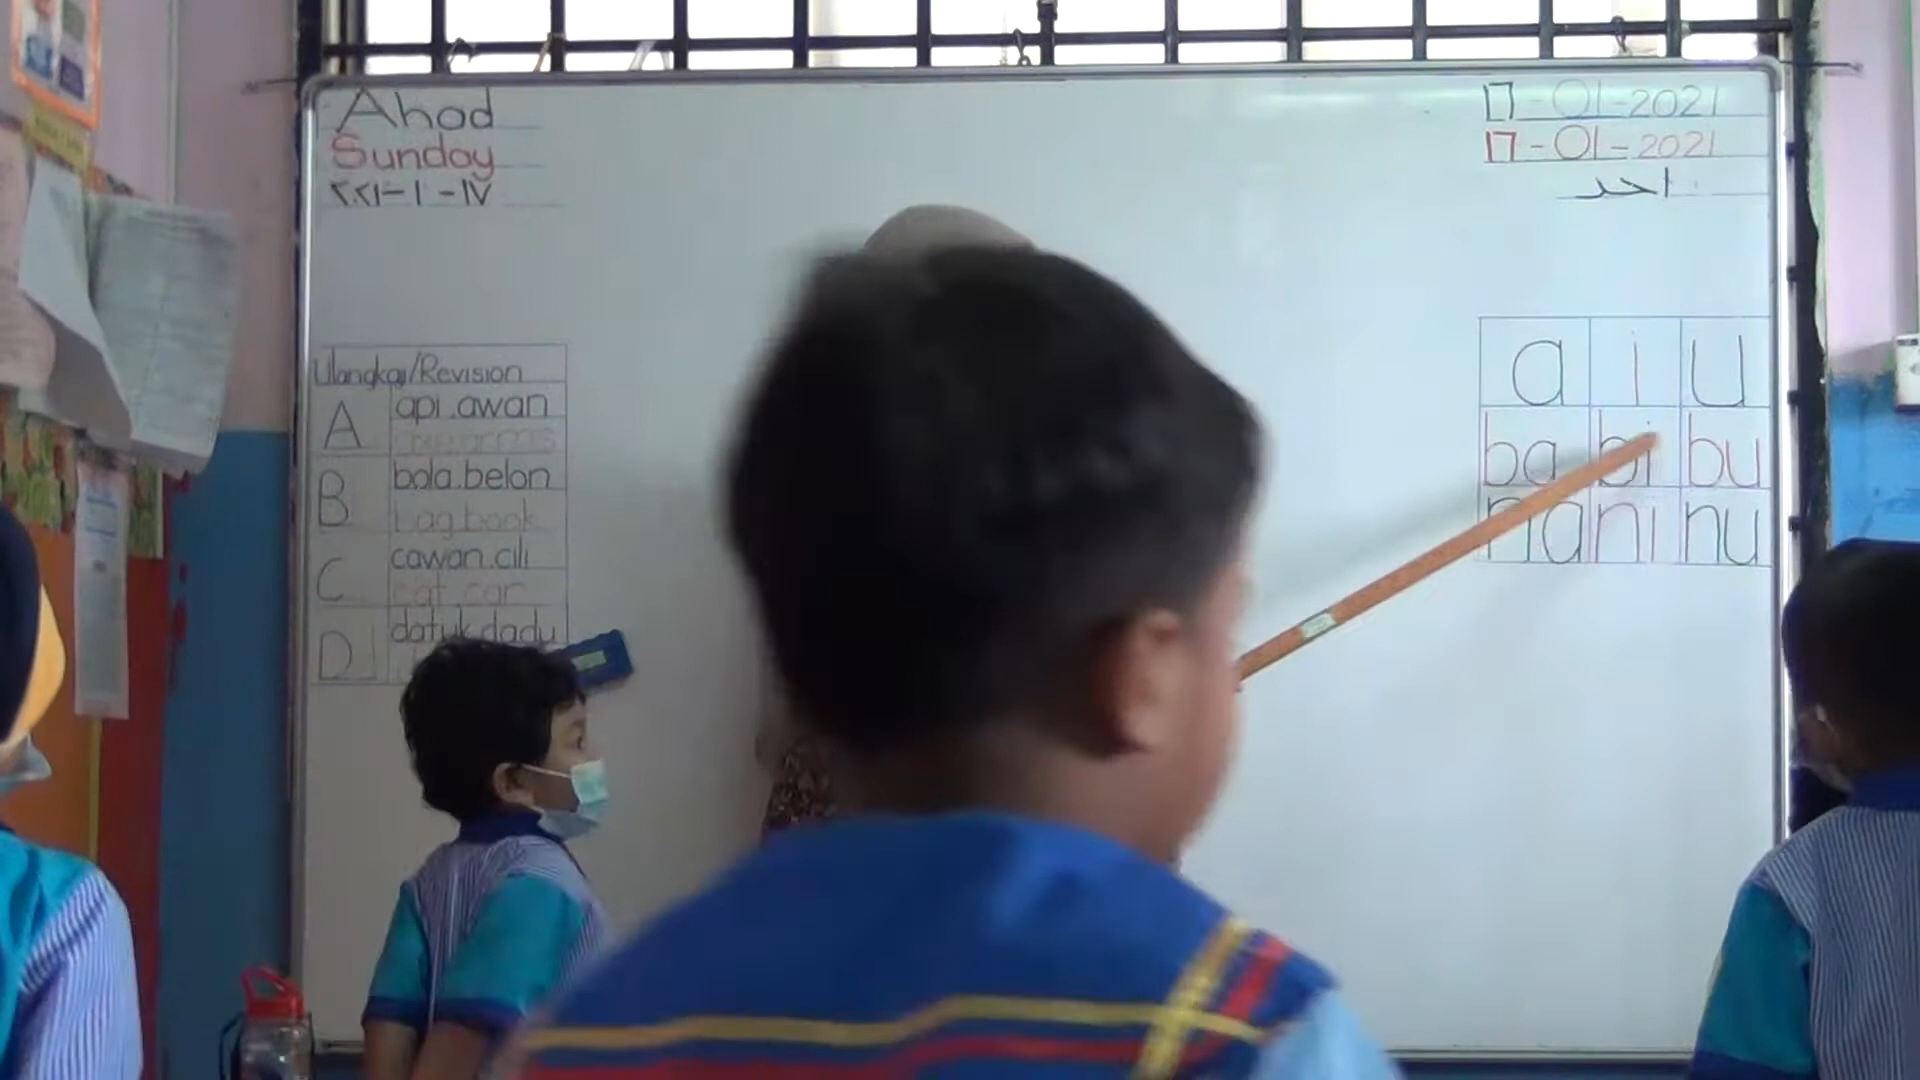 Ahad
Sunday
٢٠٢١-١-١٧
17-01-2021
17-01-2021
احد
Ulangkaji/Revision
A
api.awan
B
bola.belon
bag.book
C
cawan.cili
cat.car
D
datuk.dadu
a i u
ba bi bu
na ni nu